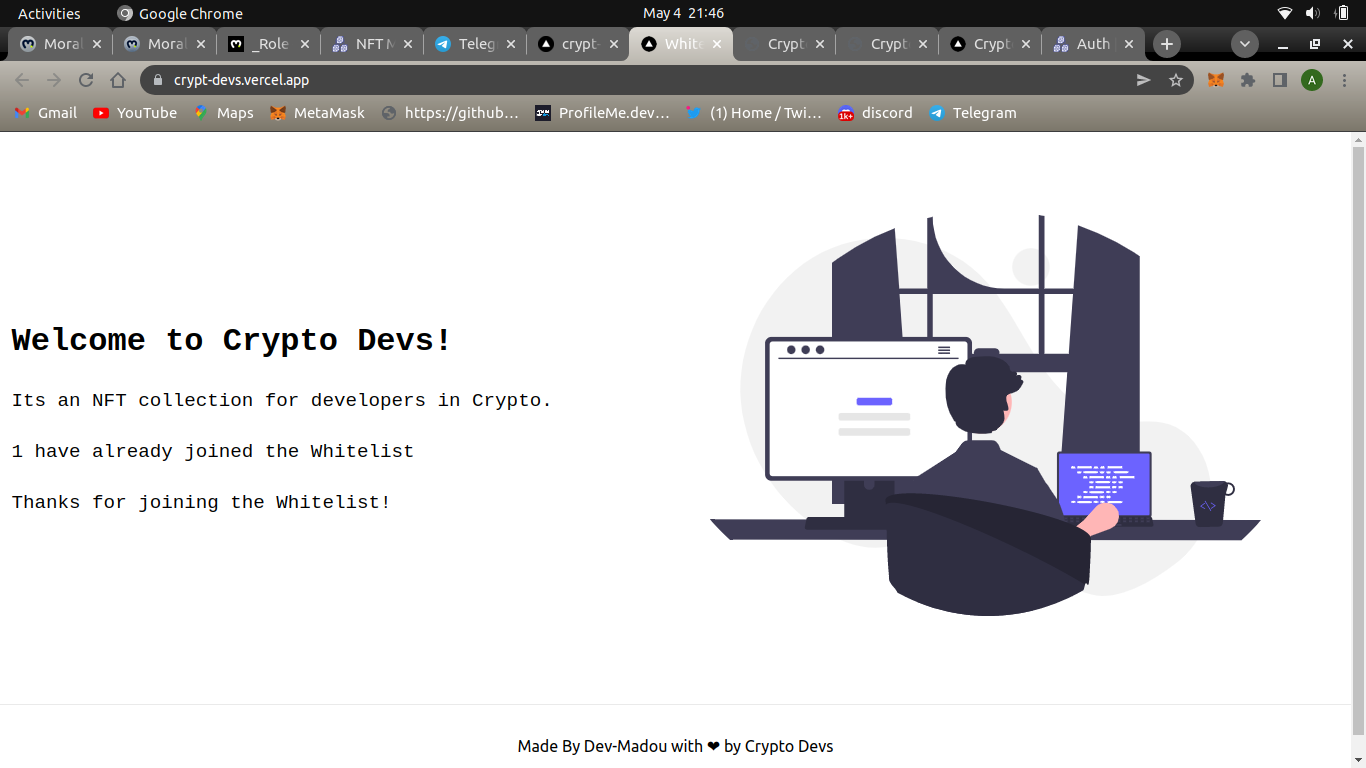 Activities
Google Chrome
May 4 21:46
Moral
Moral
_Role
NFT M
Teleg
crypt-
White
Crypt
Crypt
Crypt
Auth
crypt-devs.vercel.app
A
Gmail
YouTube
Maps
MetaMask
https://github...
ProfileMe.dev...
(1) Home / Twi...
1k+
discord
Telegram
Welcome to Crypto Devs!
Its an NFT collection for developers in Crypto.
1 have already joined the Whitelist
Thanks for joining the Whitelist!
Made By Dev-Madou with ❤ by Crypto Devs